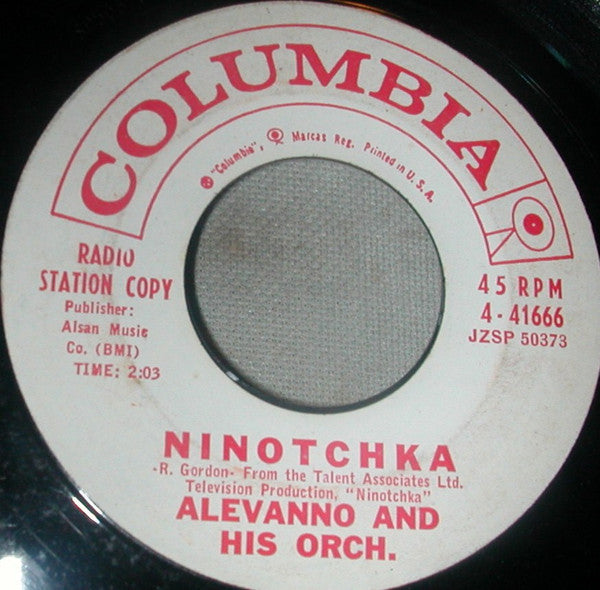 COLUMBIA
® "Columbia", Marcas Reg. Printed in U.S.A.
RADIO
STATION COPY
Publisher:
Alsan Music
Co. (BMI)
TIME: 2:03
45 RPM
4-41666
JZSP 50373
NINOTCHKA
-R. Gordon- From the Talent Associates Ltd.
Television Production, "Ninotchka"
ALEVANNO AND
HIS ORCH.